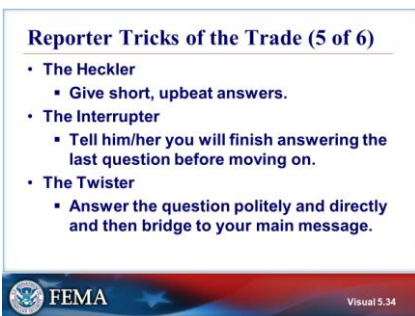 Reporter Tricks of the Trade (5 of 6)
• The Heckler
▪ Give short, upbeat answers.
• The Interrupter
▪ Tell him/her you will finish answering the
last question before moving on.
• The Twister
▪ Answer the question politely and directly
and then bridge to your main message.
FEMA
Visual 5.34